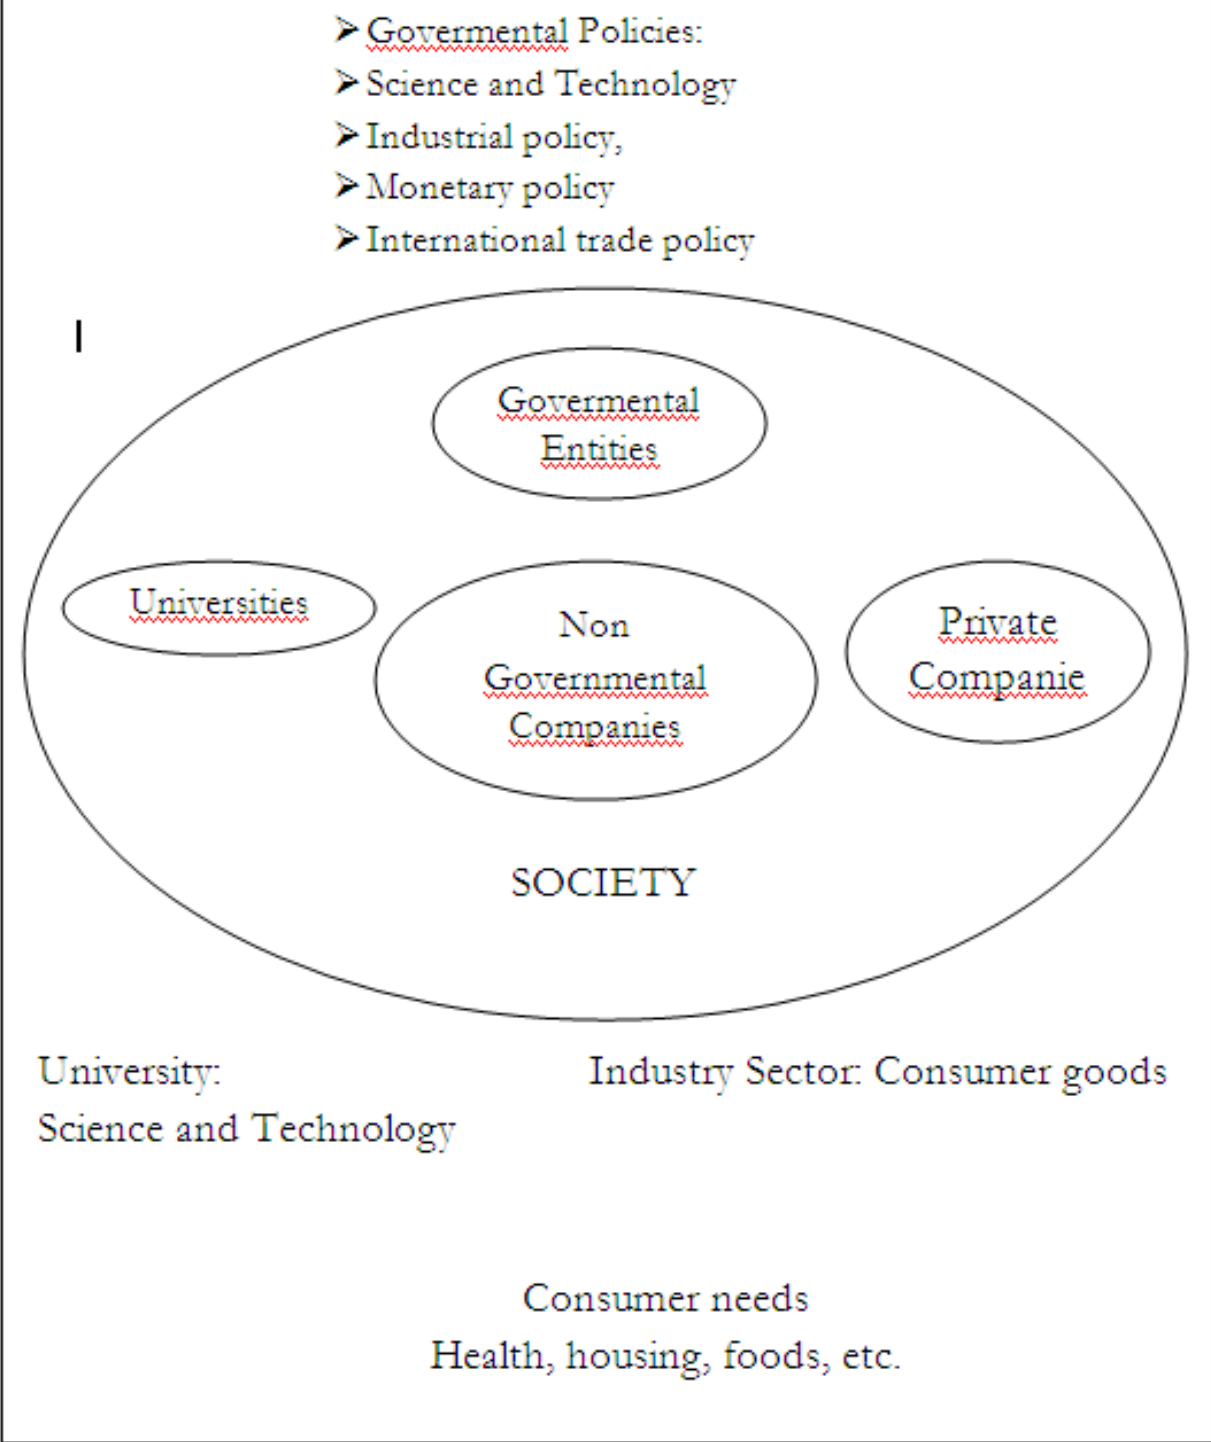 ➢ Govermental Policies:
➢ Science and Technology
➢ Industrial policy,
➢ Monetary policy
➢ International trade policy
Govermental
Entities
Universities
Non
Governmental
Companies
Private
Companie
SOCIETY
University:
Industry Sector: Consumer goods
Science and Technology
Consumer needs
Health, housing, foods, etc.